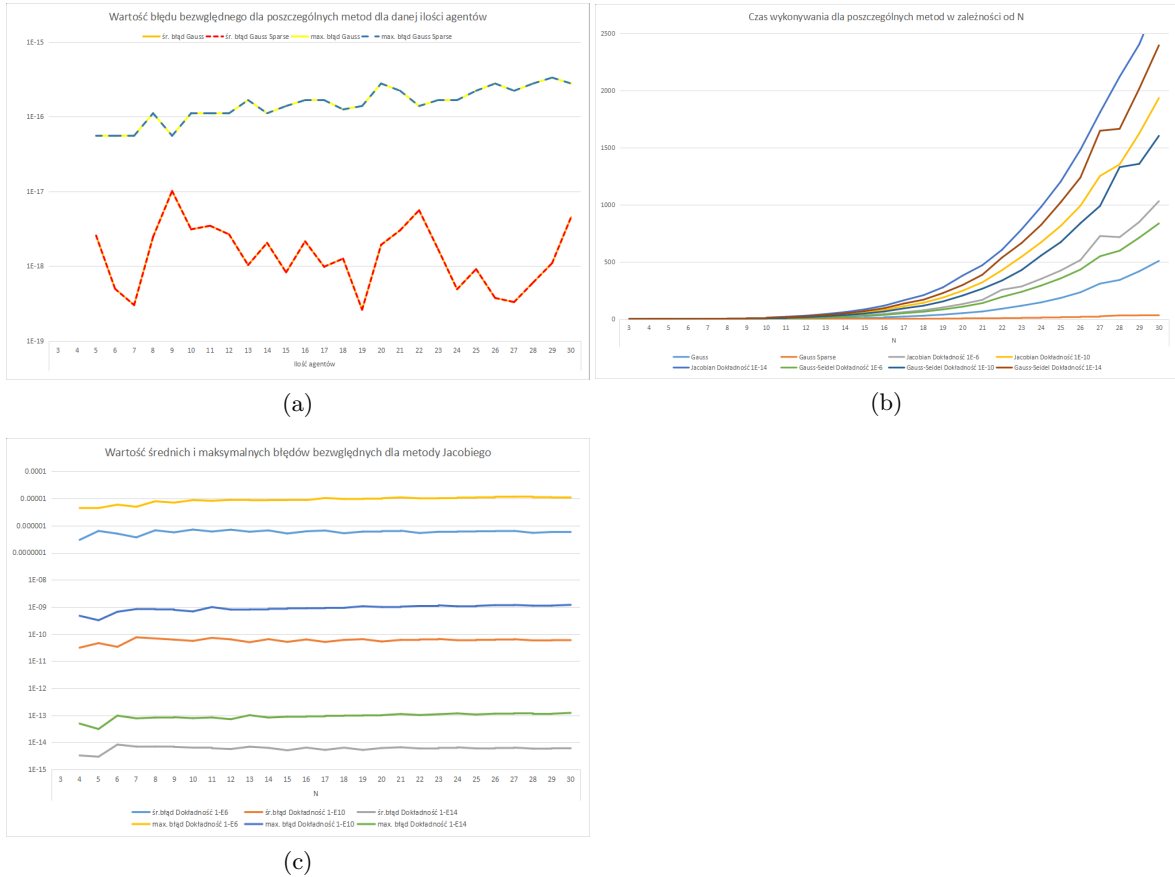 Wartość błędu bezwględnego dla poszczególnych metod dla danej ilości agentów
śr. błąd Gauss śr. błąd Gauss Sparse max. błąd Gauss max. błąd Gauss Sparse
1E-15
1E-16
1E-17
1E-18
1E-19
3 4 5 6 7 8 9 10 11 12 13 14 15 16 17 18 19 20 21 22 23 24 25 26 27 28 29 30
Ilość agentów
(a)
Czas wykonywania dla poszczególnych metod w zależności od N
2500
2000
1500
1000
500
0
3 4 5 6 7 8 9 10 11 12 13 14 15 16 17 18 19 20 21 22 23 24 25 26 27 28 29 30
N
Gauss Gauss Sparse Jacobian Dokładność 1E-6 Jacobian Dokładność 1E-10
Jacobian Dokładność 1E-14 Gauss-Seidel Dokładność 1E-6 Gauss-Seidel Dokładność 1E-10 Gauss-Seidel Dokładność 1E-14
(b)
Wartość średnich i maksymalnych błędów bezwględnych dla metody Jacobiego
0.0001
0.00001
0.000001
0.0000001
1E-08
1E-09
1E-10
1E-11
1E-12
1E-13
1E-14
1E-15
3 4 5 6 7 8 9 10 11 12 13 14 15 16 17 18 19 20 21 22 23 24 25 26 27 28 29 30
N
śr.błąd Dokładność 1-E6 śr.błąd Dokładność 1-E10 śr.błąd Dokładność 1-E14
max. błąd Dokładność 1-E6 max. błąd Dokładność 1-E10 max. błąd Dokładność 1-E14
(c)